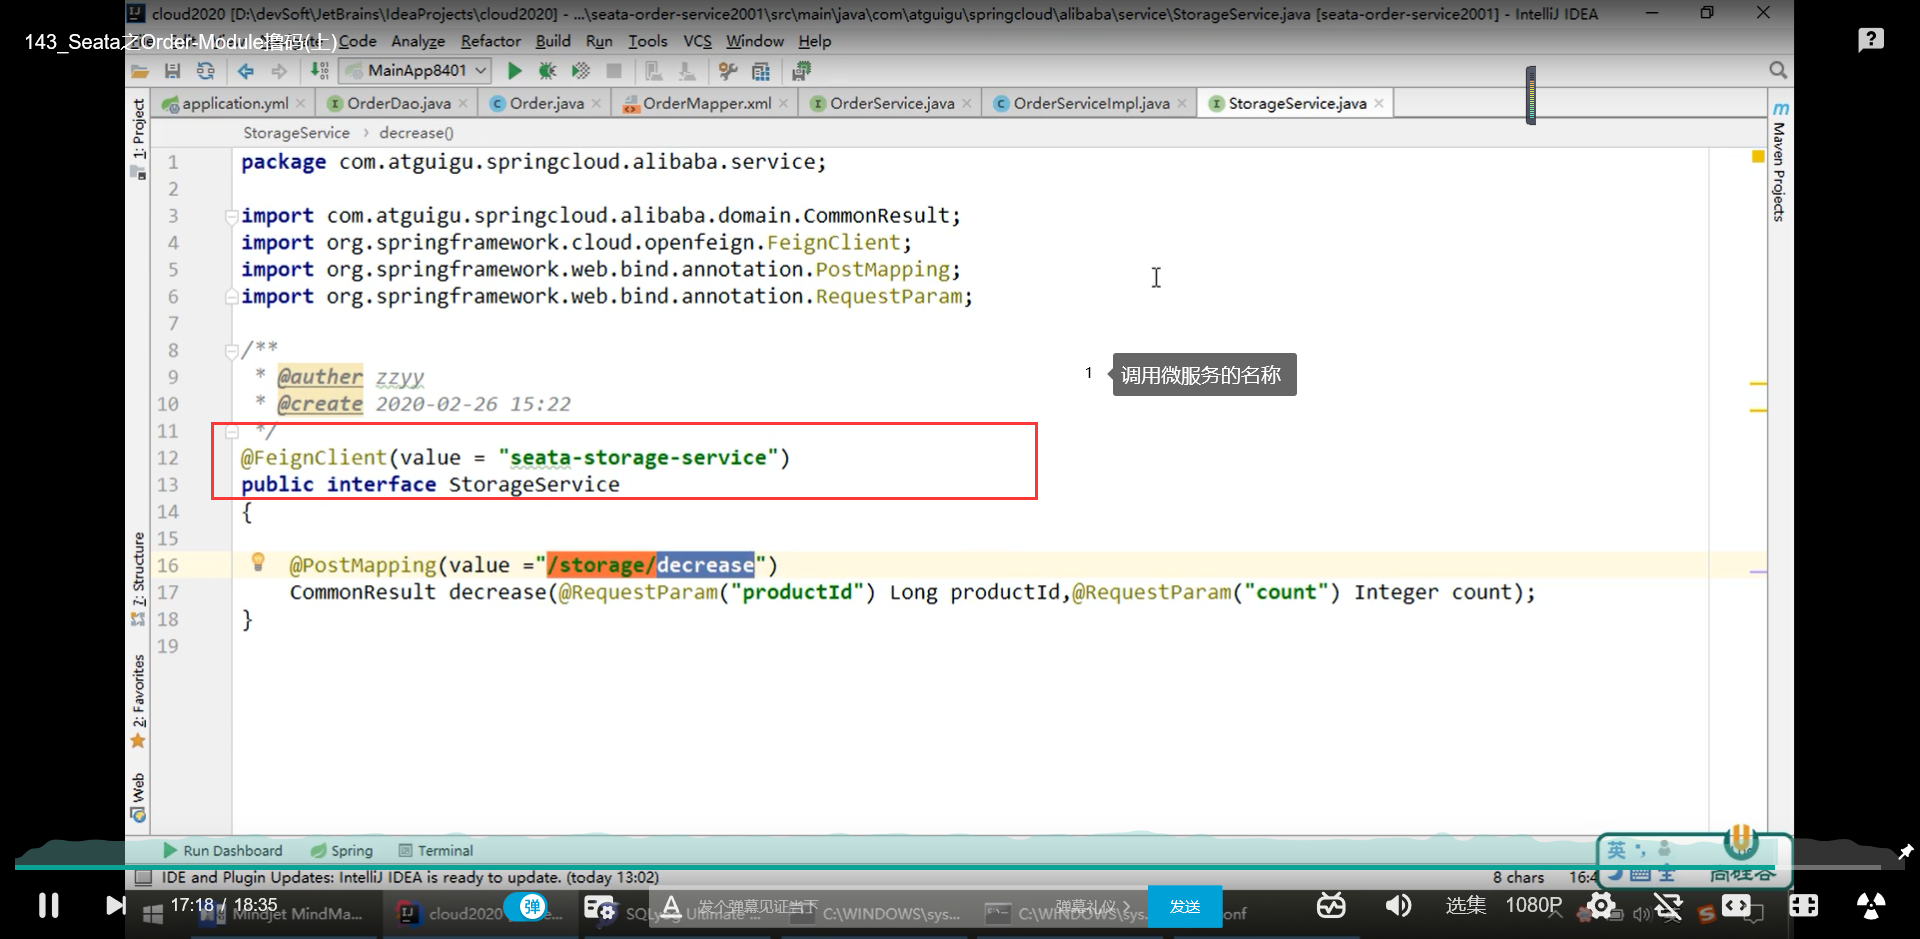 cloud2020 [D:\devSoft\JetBrains\IdeaProjects\cloud2020] - ...\seata-order-service2001\src\main\java\com\atguigu\springcloud\alibaba\service\StorageService.java [seata-order-service2001] - IntelliJ IDEA
143_Seata之Order-Module撸码(上)
Code Analyze Refactor Build Run Tools VCS Window Help
MainApp8401
application.yml OrderDao.java Order.java OrderMapper.xml OrderService.java OrderServiceImpl.java StorageService.java
StorageService › decrease()
1: Project
Maven Projects
1 package com.atguigu.springcloud.alibaba.service;
2
3 import com.atguigu.springcloud.alibaba.domain.CommonResult;
4 import org.springframework.cloud.openfeign.FeignClient;
5 import org.springframework.web.bind.annotation.PostMapping;
6 import org.springframework.web.bind.annotation.RequestParam;
7
8 /**
9 * @auther zzyy
1 调用微服务的名称
10 * @create 2020-02-26 15:22
11 */
12 @FeignClient(value = "seata-storage-service")
13 public interface StorageService
14 {
15
16 @PostMapping(value ="/storage/decrease")
17 CommonResult decrease(@RequestParam("productId") Long productId,@RequestParam("count") Integer count);
18 }
19
7: Structure
2: Favorites
Web
Run Dashboard Spring Terminal
英
尚硅谷
IDE and Plugin Updates: IntelliJ IDEA is ready to update. (today 13:02)
8 chars 16:4
17:18 / 18:35
Mindjet MindMa...
cloud2020
弹
发个弹幕见证当下
C:\WINDOWS\sys...
弹幕礼仪
发送
选集
1080P